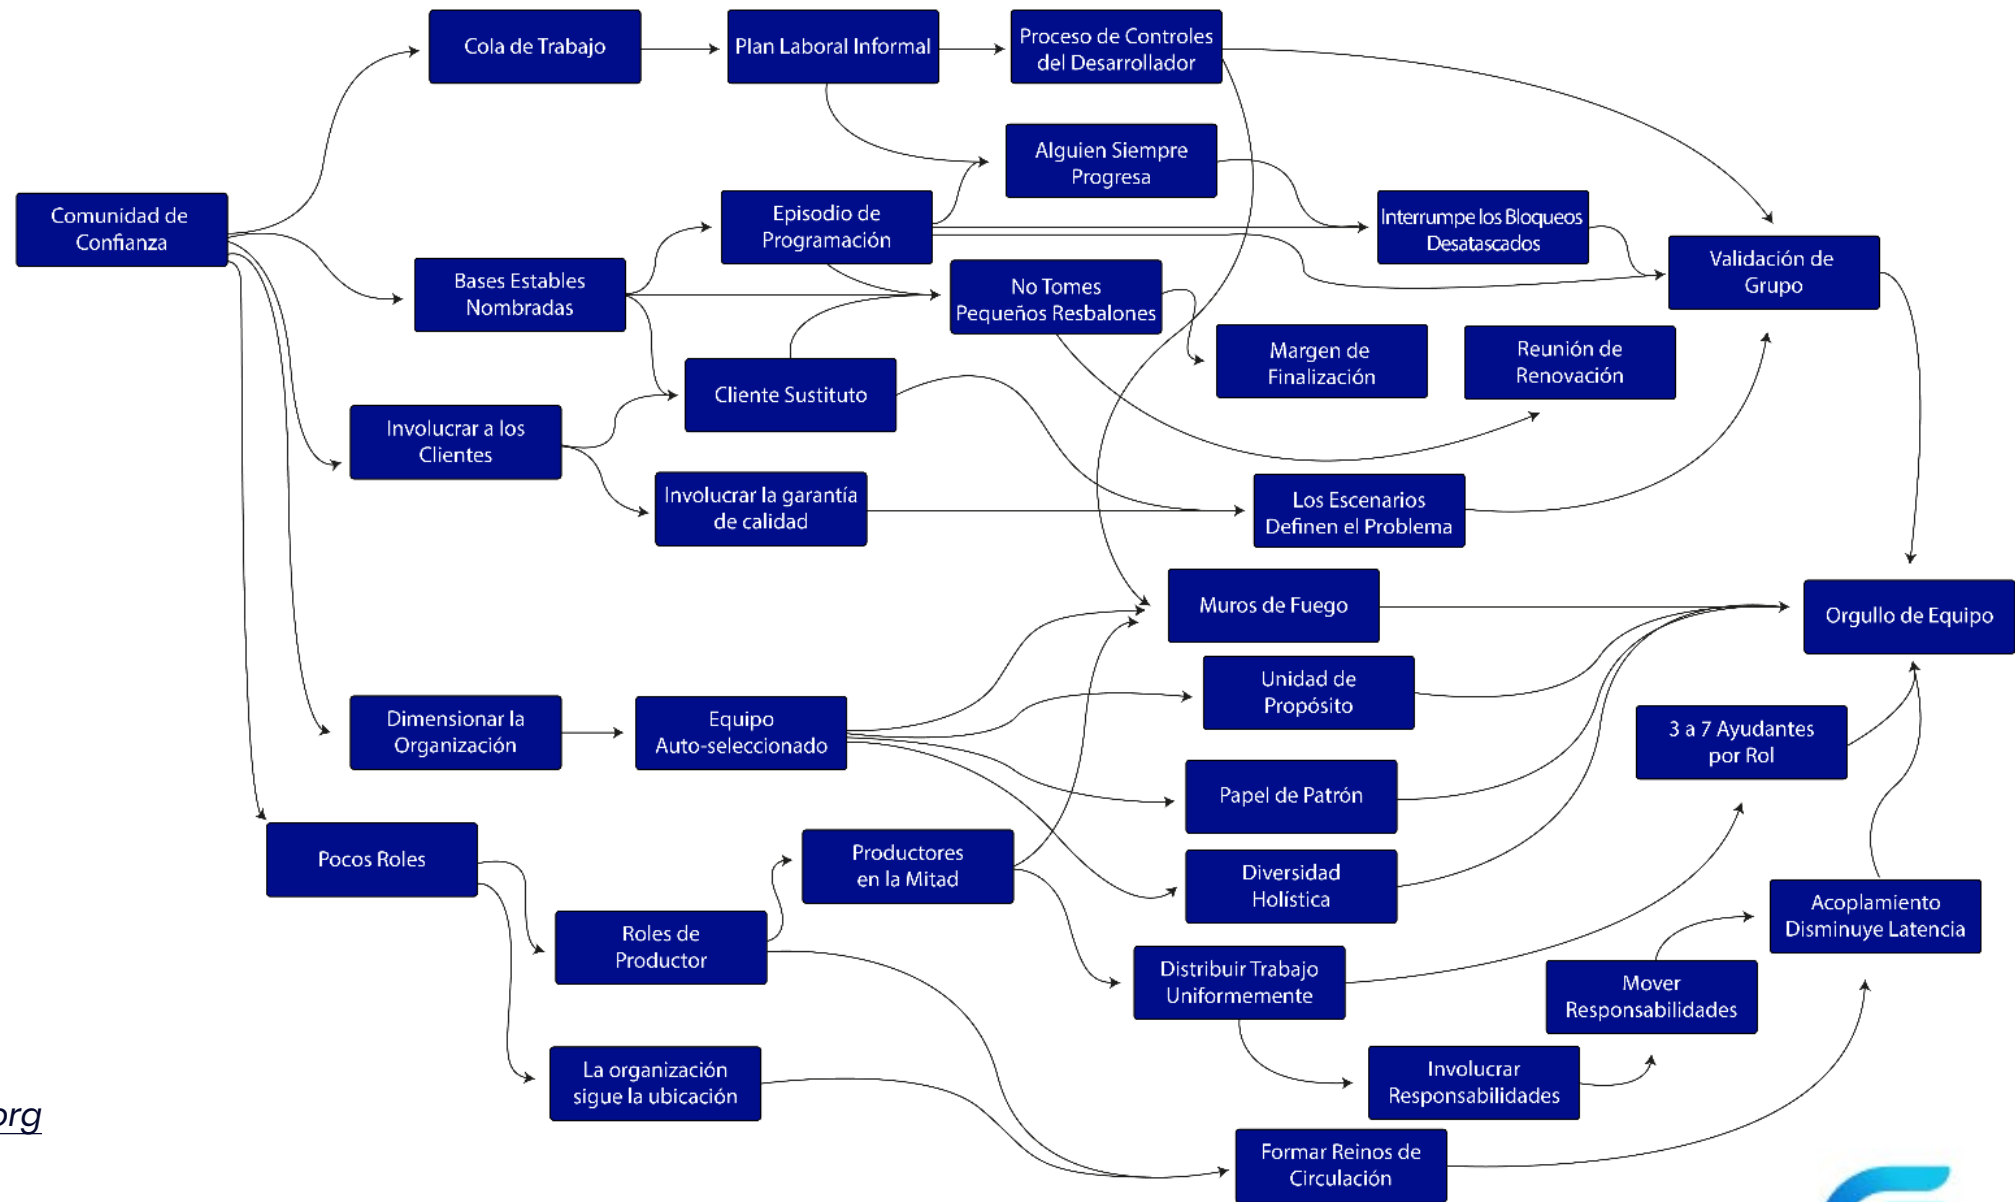 Cola de Trabajo
Plan Laboral Informal
Proceso de Controles
del Desarrollador
Alguien Siempre
Progresa
Comunidad de
Confianza
Episodio de
Programación
Interrumpe los Bloqueos
Desatascados
Validación de
Grupo
Bases Estables
Nombradas
No Tomes
Pequeños Resbalones
Margen de
Finalización
Reunión de
Renovación
Cliente Sustituto
Involucrar a los
Clientes
Involucrar la garantía
de calidad
Los Escenarios
Definen el Problema
Muros de Fuego
Orgullo de Equipo
Unidad de
Propósito
Dimensionar la
Organización
Equipo
Auto-seleccionado
3 a 7 Ayudantes
por Rol
Papel de Patrón
Pocos Roles
Productores
en la Mitad
Diversidad
Holística
Acoplamiento
Disminuye Latencia
Roles de
Productor
Distribuir Trabajo
Uniformemente
Mover
Responsabilidades
La organización
sigue la ubicación
Involucrar
Responsabilidades
org
Formar Reinos de
Circulación